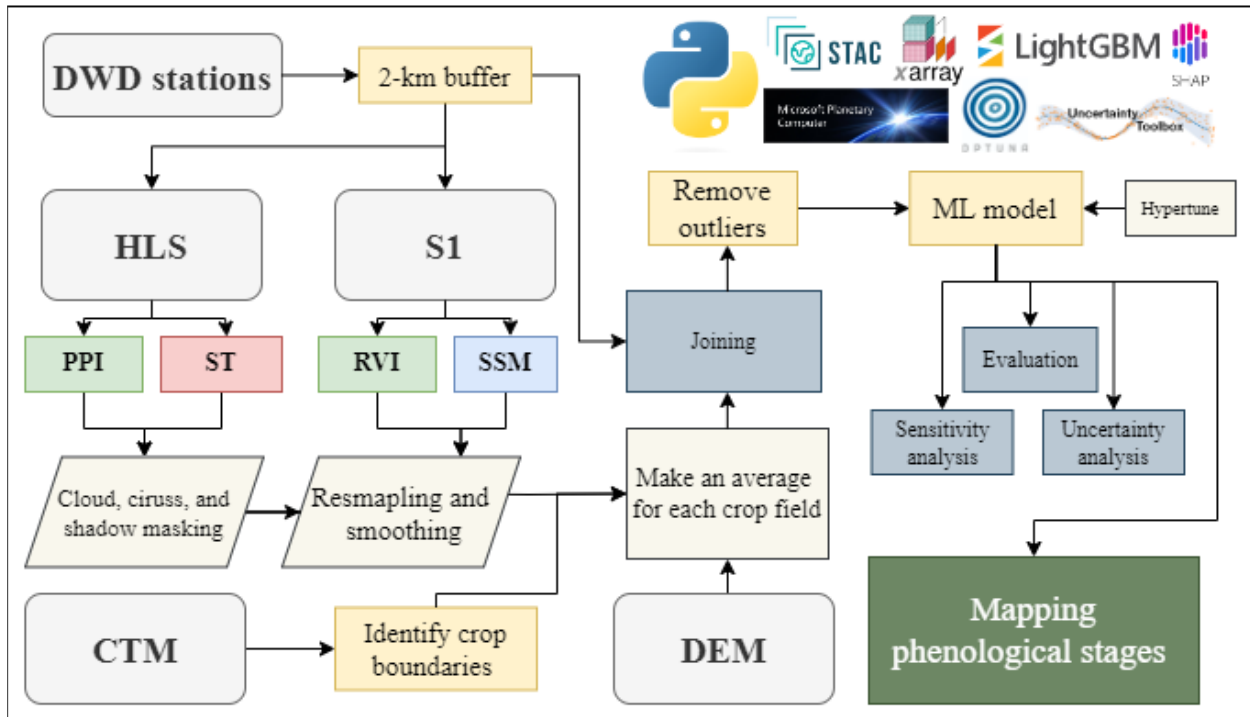 DWD stations
2-km buffer
STAC
xarray
LightGBM
SHAP
Microsoft Planetary
Computer
OPTUNA
Uncertainty
Toolbox
HLS
S1
Remove
outliers
ML model
Hypertune
PPI
ST
RVI
SSM
Joining
Evaluation
Sensitivity
analysis
Uncertainty
analysis
Cloud, ciruss, and
shadow masking
Resmapling and
smoothing
Make an average
for each crop field
CTM
Identify crop
boundaries
DEM
Mapping
phenological stages